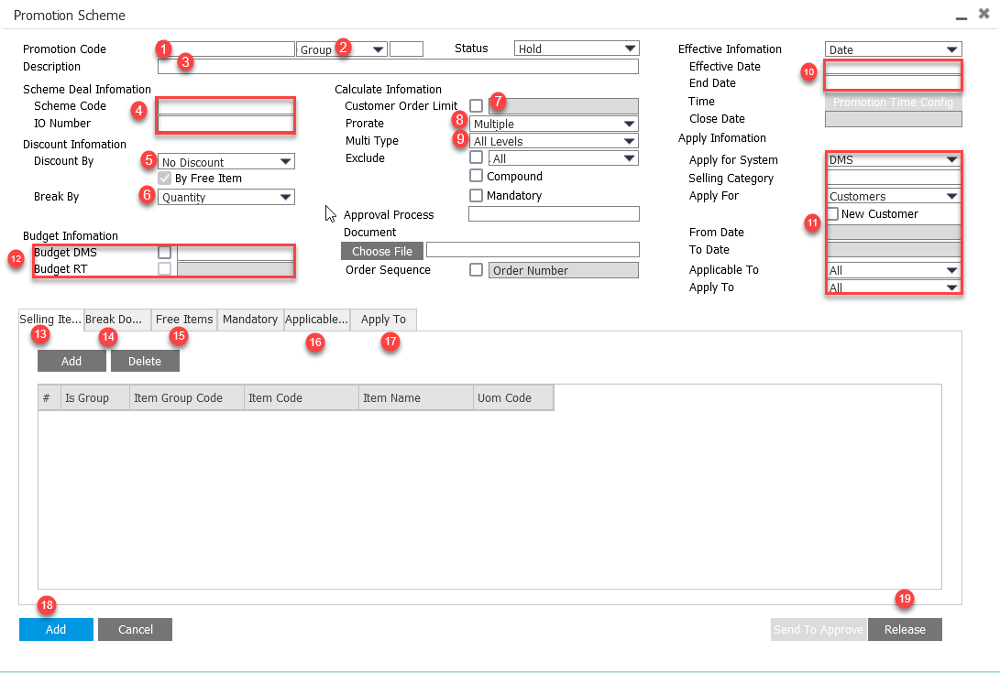 Promotion Scheme
Promotion Code 1 Group 2 Status Hold Effective Infomation Date
Description 3 Effective Date 10
End Date
Scheme Deal Infomation Calculate Infomation
Scheme Code 4 Customer Order Limit 7 Time Promotion Time Config
IO Number Prorate 8 Multiple Close Date
Discount Infomation Multi Type 9 All Levels Apply Infomation
Discount By 5 No Discount Exclude All Apply for System DMS
By Free Item Compound Selling Category
Break By 6 Quantity Mandatory Apply For Customers
Approval Process 11 New Customer
Budget Infomation Document From Date
12 Budget DMS Choose File To Date
Budget RT Order Sequence Order Number Applicable To All
Apply To All
Selling Ite... Break Do... Free Items Mandatory Applicable... Apply To
13 14 15 16 17
Add Delete
# Is Group Item Group Code Item Code Item Name Uom Code
18 19
Add Cancel Send To Approve Release